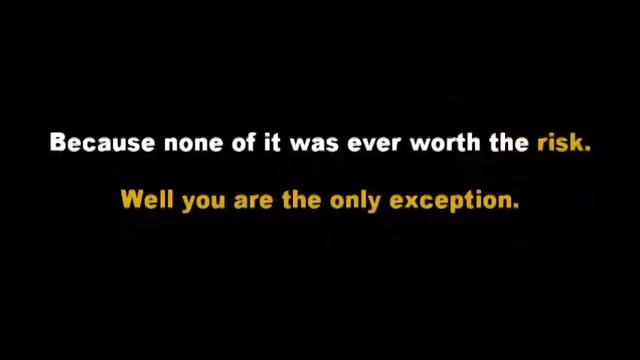 Because none of it was ever worth the risk.
Well you are the only exception.